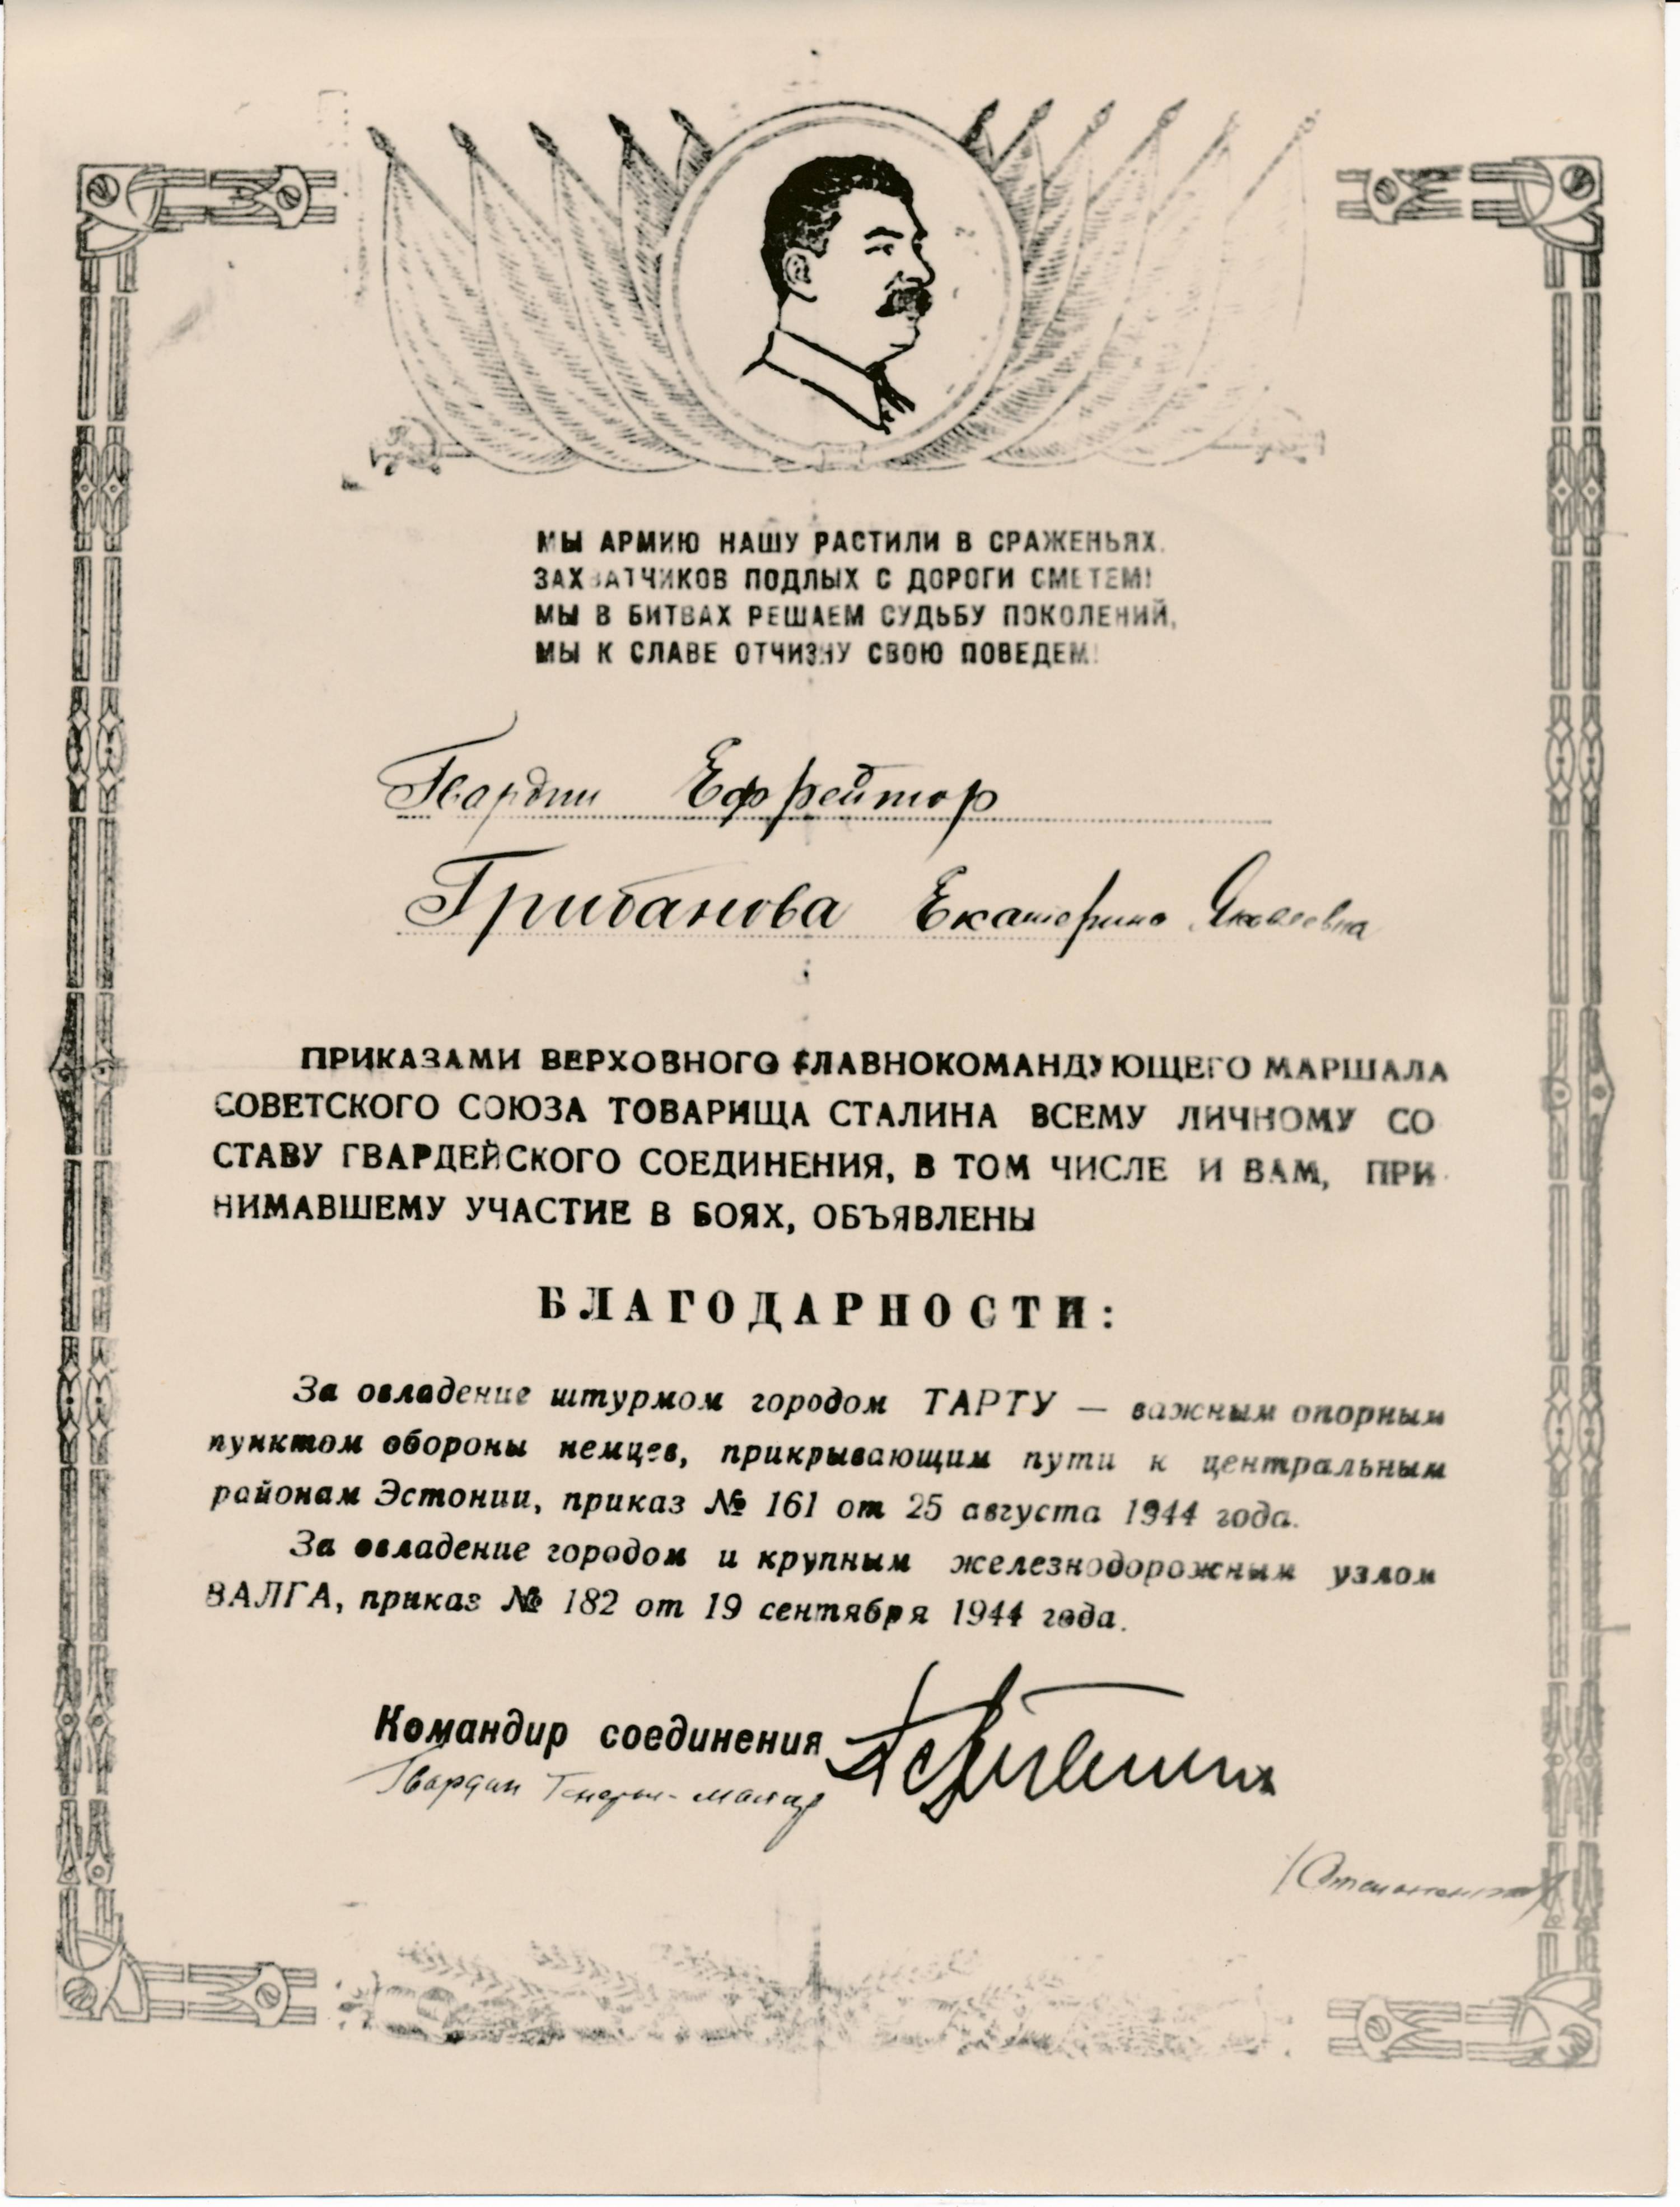 МЫ АРМИЮ НАШУ РАСТИЛИ В СРАЖЕНЬЯХ.
ЗАХВАТЧИКОВ ПОДЛЫХ С ДОРОГИ СМЕТЕМ!
МЫ В БИТВАХ РЕШАЕМ СУДЬБУ ПОКОЛЕНИЙ,
МЫ К СЛАВЕ ОТЧИЗНУ СВОЮ ПОВЕДЕМ!
Гвардии Ефрейтор
Грибанова Екатерина Яковлевна
ПРИКАЗАМИ ВЕРХОВНОГО ГЛАВНОКОМАНДУЮЩЕГО МАРШАЛА
СОВЕТСКОГО СОЮЗА ТОВАРИЩА СТАЛИНА ВСЕМУ ЛИЧНОМУ СО
СТАВУ ГВАРДЕЙСКОГО СОЕДИНЕНИЯ, В ТОМ ЧИСЛЕ И ВАМ, ПРИ-
НИМАВШЕМУ УЧАСТИЕ В БОЯХ, ОБЪЯВЛЕНЫ
БЛАГОДАРНОСТИ:
За овладение штурмом городом ТАРТУ — важным опорным
пунктом обороны немцев, прикрывающим пути к центральным
районам Эстонии, приказ № 161 от 25 августа 1944 года.
За овладение городом и крупным железнодорожным узлом
ВАЛГА, приказ № 182 от 19 сентября 1944 года.
Командир соединения
Гвардии Генерал-майор